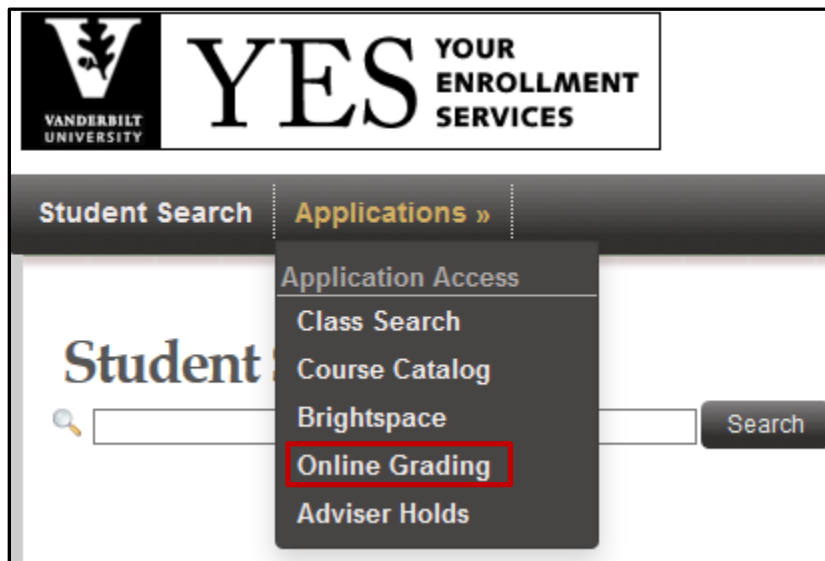 VANDERBILT
UNIVERSITY
YES
YOUR
ENROLLMENT
SERVICES
Student Search
Applications »
Application Access
Class Search
Student
Course Catalog
Brightspace
Search
Online Grading
Adviser Holds